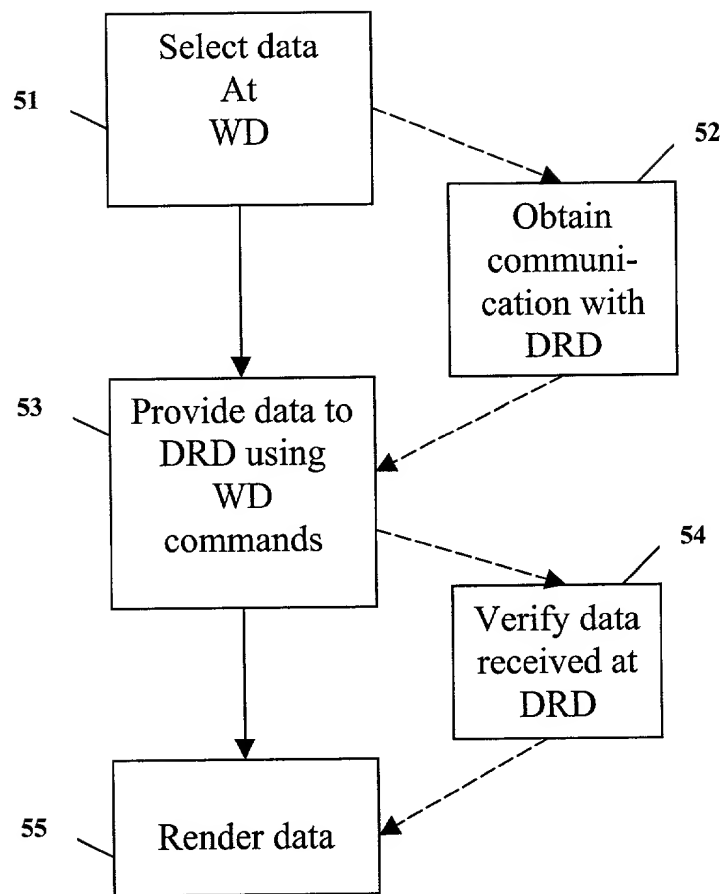 51
Select data
At
WD
52
Obtain
communi-
cation with
DRD
53
Provide data to
DRD using
WD
commands
54
Verify data
received at
DRD
55
Render data